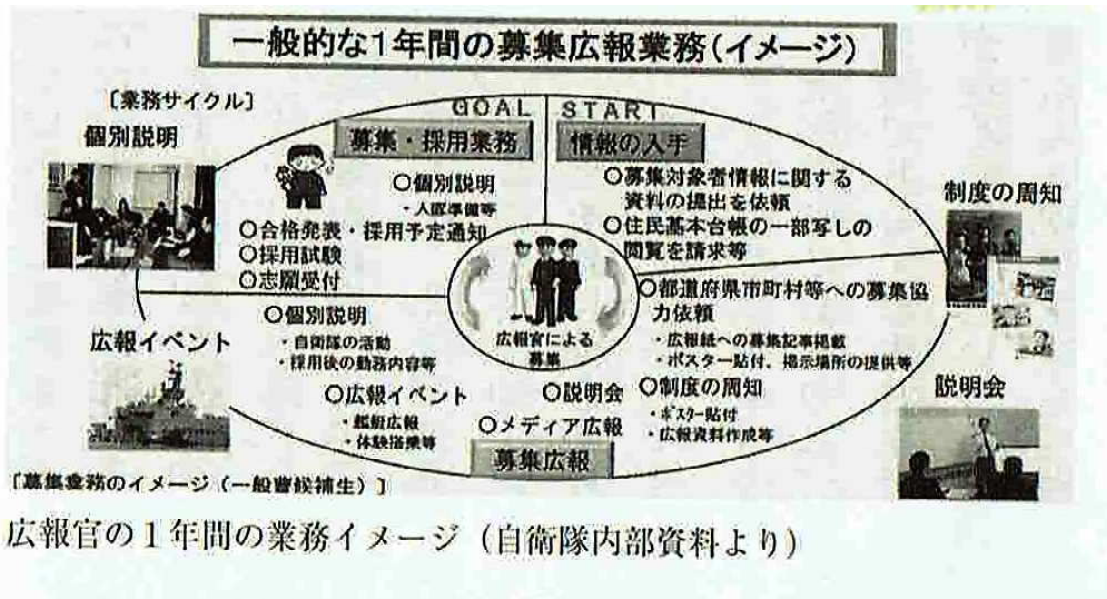 一般的な1年間の募集広報業務(イメージ)
〔業務サイクル〕
個別説明
GOAL
START
募集・採用業務
情報の入手
○個別説明
・入隊準備等
○合格発表・採用予定通知
○採用試験
○志願受付
○募集対象者情報に関する
資料の提出を依頼
○住民基本台帳の一部写しの
閲覧を請求等
制度の周知
広報官による
募集
○都道府県市町村等への募集協
力依頼
・広報紙への募集記事掲載
・ポスター貼付、掲示場所の提供等
○制度の周知
・ポスター貼付
・広報資料作成等
説明会
○説明会
○メディア広報
募集広報
○個別説明
・自衛隊の活動
・採用後の勤務内容等
○広報イベント
・艦艇広報
・体験搭乗等
広報イベント
[募集業務のイメージ(一般曹候補生)]
広報官の1年間の業務イメージ(自衛隊内部資料より)